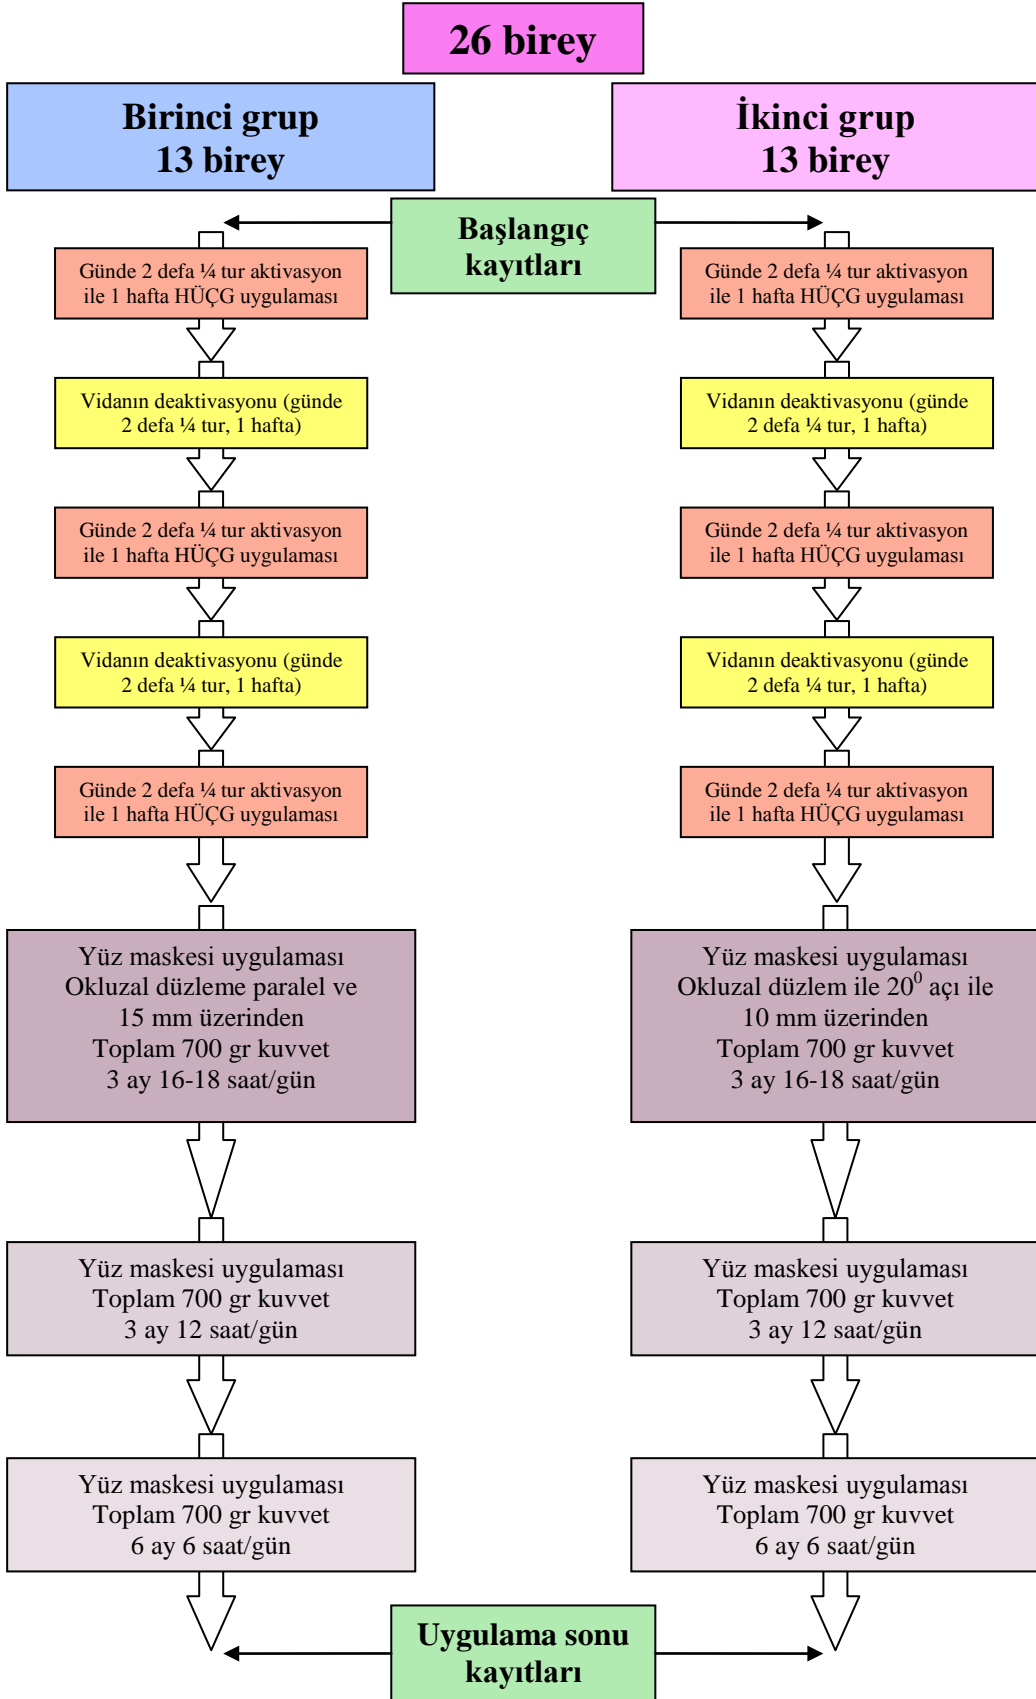 26 birey
Birinci grup
13 birey
İkinci grup
13 birey
Başlangıç
kayıtları
Günde 2 defa ¼ tur aktivasyon
ile 1 hafta HÜÇG uygulaması
Günde 2 defa ¼ tur aktivasyon
ile 1 hafta HÜÇG uygulaması
Vidanın deaktivasyonu (günde
2 defa ¼ tur, 1 hafta)
Vidanın deaktivasyonu (günde
2 defa ¼ tur, 1 hafta)
Günde 2 defa ¼ tur aktivasyon
ile 1 hafta HÜÇG uygulaması
Günde 2 defa ¼ tur aktivasyon
ile 1 hafta HÜÇG uygulaması
Vidanın deaktivasyonu (günde
2 defa ¼ tur, 1 hafta)
Vidanın deaktivasyonu (günde
2 defa ¼ tur, 1 hafta)
Günde 2 defa ¼ tur aktivasyon
ile 1 hafta HÜÇG uygulaması
Günde 2 defa ¼ tur aktivasyon
ile 1 hafta HÜÇG uygulaması
Yüz maskesi uygulaması
Okluzal düzleme paralel ve
15 mm üzerinden
Toplam 700 gr kuvvet
3 ay 16-18 saat/gün
Yüz maskesi uygulaması
Okluzal düzlem ile 20⁰ açı ile
10 mm üzerinden
Toplam 700 gr kuvvet
3 ay 16-18 saat/gün
Yüz maskesi uygulaması
Toplam 700 gr kuvvet
3 ay 12 saat/gün
Yüz maskesi uygulaması
Toplam 700 gr kuvvet
3 ay 12 saat/gün
Yüz maskesi uygulaması
Toplam 700 gr kuvvet
6 ay 6 saat/gün
Yüz maskesi uygulaması
Toplam 700 gr kuvvet
6 ay 6 saat/gün
Uygulama sonu
kayıtları